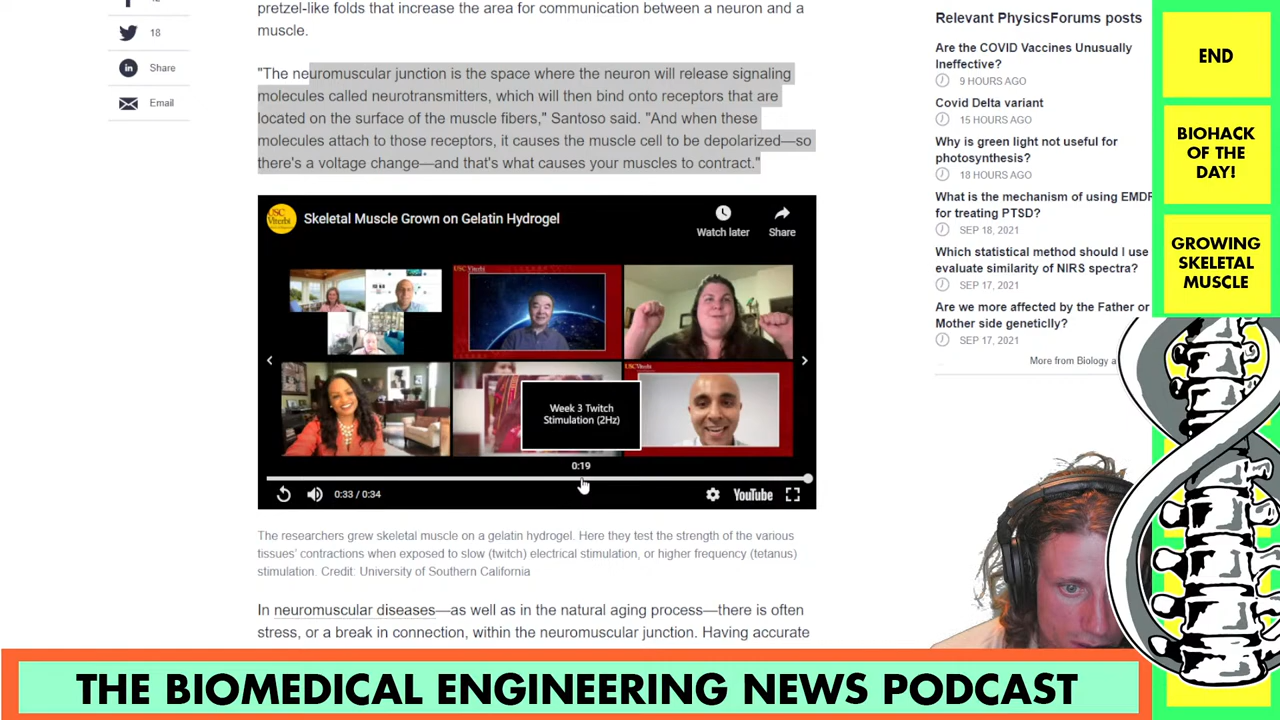 pretzel-like folds that increase the area for communication between a neuron and a
muscle.
18
Share
Email
"The neuromuscular junction is the space where the neuron will release signaling
molecules called neurotransmitters, which will then bind onto receptors that are
located on the surface of the muscle fibers," Santoso said. "And when these
molecules attach to those receptors, it causes the muscle cell to be depolarized—so
there's a voltage change—and that's what causes your muscles to contract."
USC Viterbi
Skeletal Muscle Grown on Gelatin Hydrogel
Watch later
Share
USC Viterbi
Week 3 Twitch
Stimulation (2Hz)
USC Viterbi
0:19
0:33 / 0:34
YouTube
The researchers grew skeletal muscle on a gelatin hydrogel. Here they test the strength of the various
tissues' contractions when exposed to slow (twitch) electrical stimulation, or higher frequency (tetanus)
stimulation. Credit: University of Southern California
In neuromuscular diseases—as well as in the natural aging process—there is often
stress, or a break in connection, within the neuromuscular junction. Having accurate
Relevant PhysicsForums posts
Are the COVID Vaccines Unusually
Ineffective?
9 HOURS AGO
Covid Delta variant
15 HOURS AGO
Why is green light not useful for
photosynthesis?
18 HOURS AGO
What is the mechanism of using EMDR
for treating PTSD?
SEP 18, 2021
Which statistical method should I use
evaluate similarity of NIRS spectra?
SEP 17, 2021
Are we more affected by the Father or
Mother side geneticlly?
SEP 17, 2021
More from Biology a
END
BIOHACK
OF THE
DAY!
GROWING
SKELETAL
MUSCLE
THE BIOMEDICAL ENGINEERING NEWS PODCAST